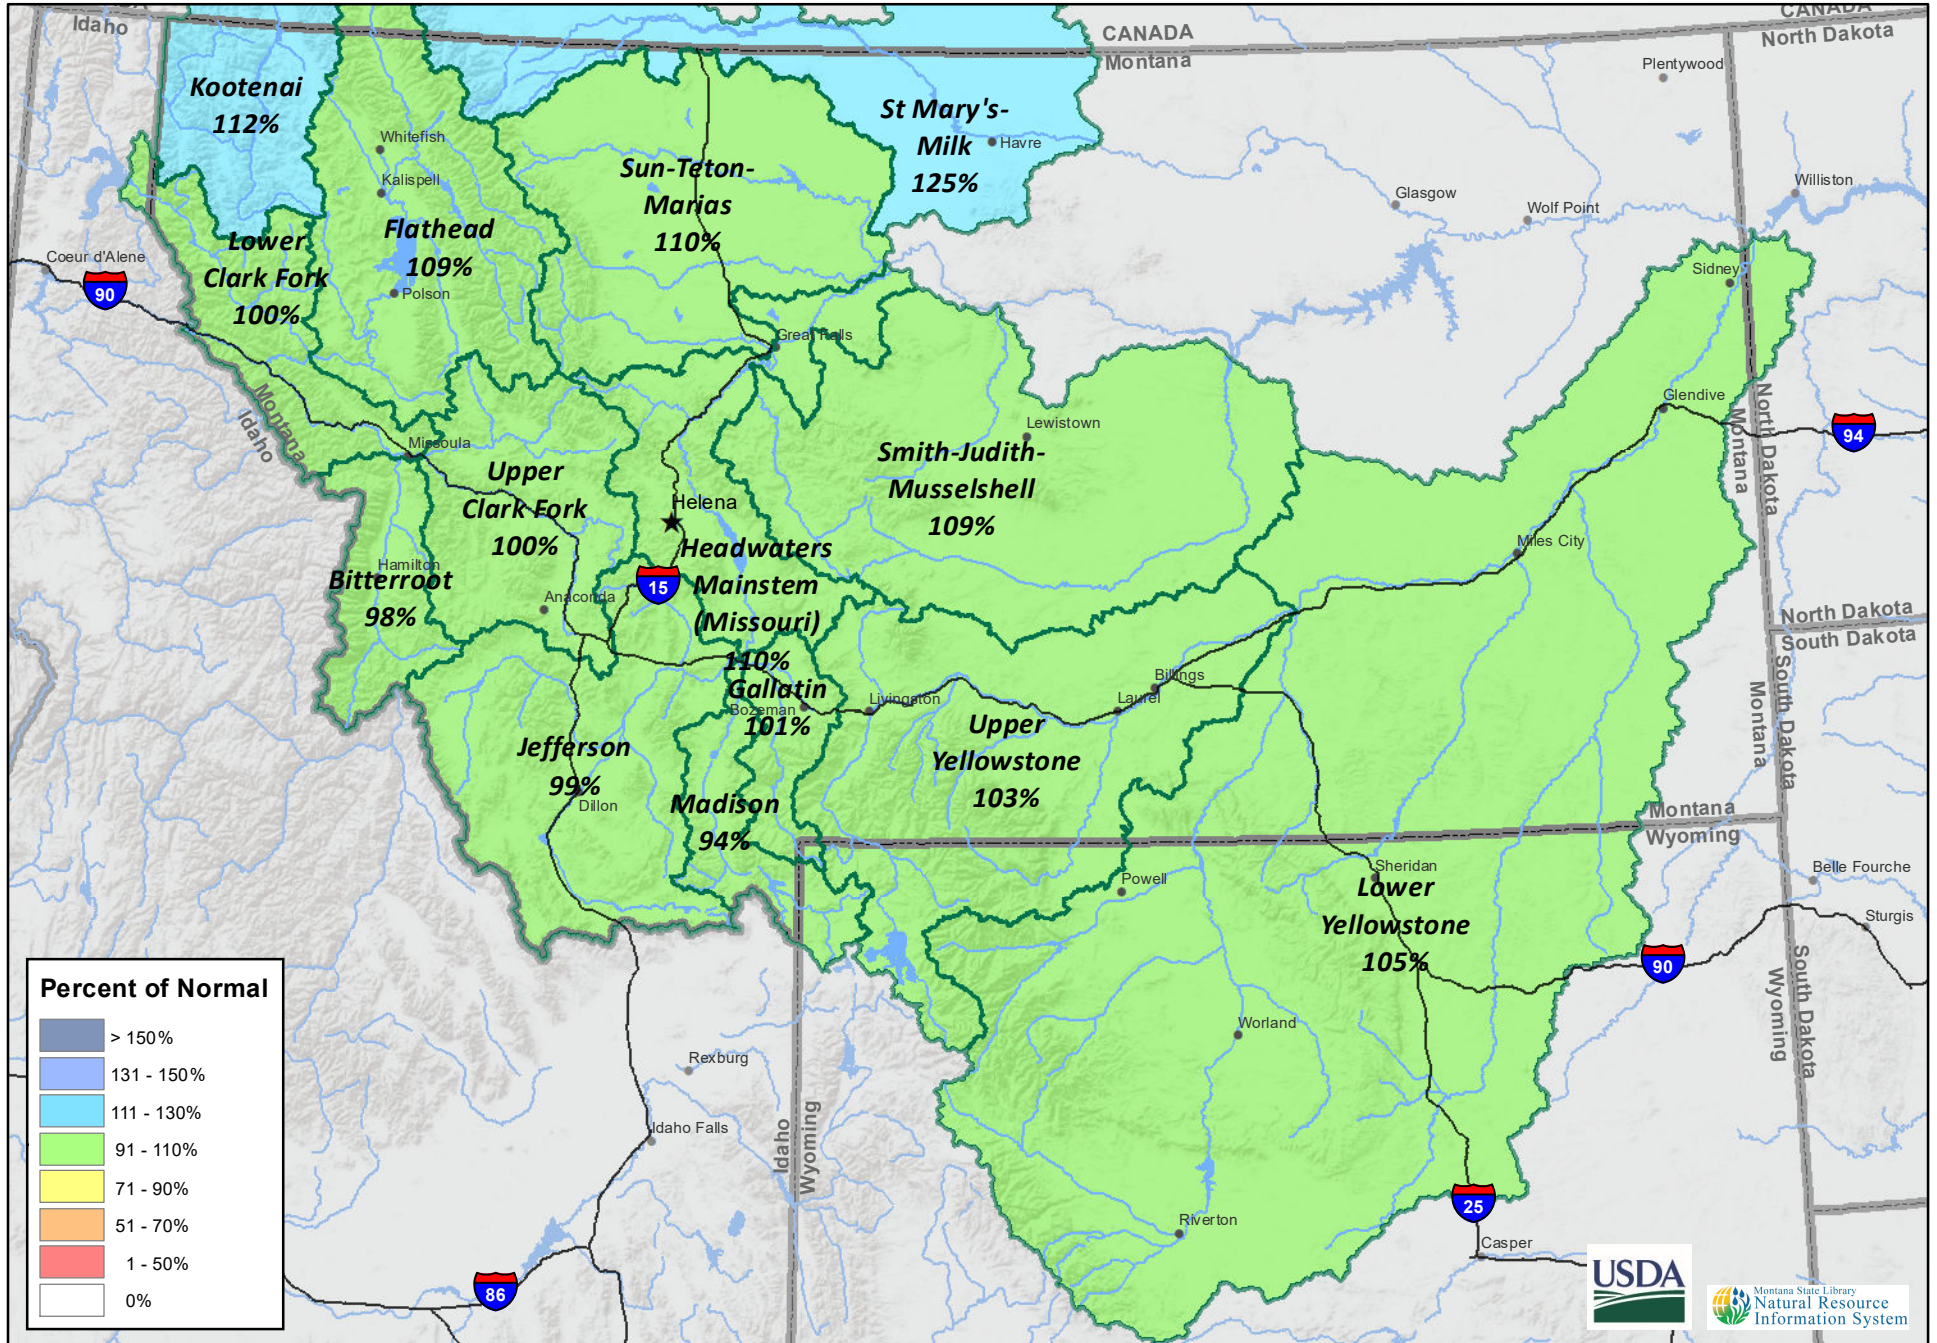 CANADA
Montana
CANADA
North Dakota
Idaho
Plentywood
Kootenai
112%
St Mary's-
Milk
125%
Havre
Whitefish
Kalispell
Sun-Teton-
Marias
110%
Glasgow
Wolf Point
Williston
Flathead
109%
Polson
Lower
Clark Fork
100%
Coeur d'Alene
90
Sidney
Great Falls
Montana
Idaho
Glendive
North Dakota
Montana
94
Lewistown
Missoula
Smith-Judith-
Musselshell
109%
Upper
Clark Fork
100%
Helena
Miles City
Headwaters
Mainstem
(Missouri)
110%
15
Hamilton
Bitterroot
98%
Anaconda
North Dakota
South Dakota
Gallatin
Bozeman
101%
Livingston
Laurel
Billings
South Dakota
Montana
Upper
Yellowstone
103%
Jefferson
99%
Dillon
Madison
94%
Montana
Wyoming
Powell
Sheridan
Lower
Yellowstone
105%
Belle Fourche
Sturgis
90
South Dakota
Wyoming
Worland
Rexburg
Idaho Falls
Idaho
Wyoming
Riverton
25
Casper
86
Percent of Normal
> 150%
131 - 150%
111 - 130%
91 - 110%
71 - 90%
51 - 70%
1 - 50%
0%
USDA
Montana State Library
Natural Resource
Information System